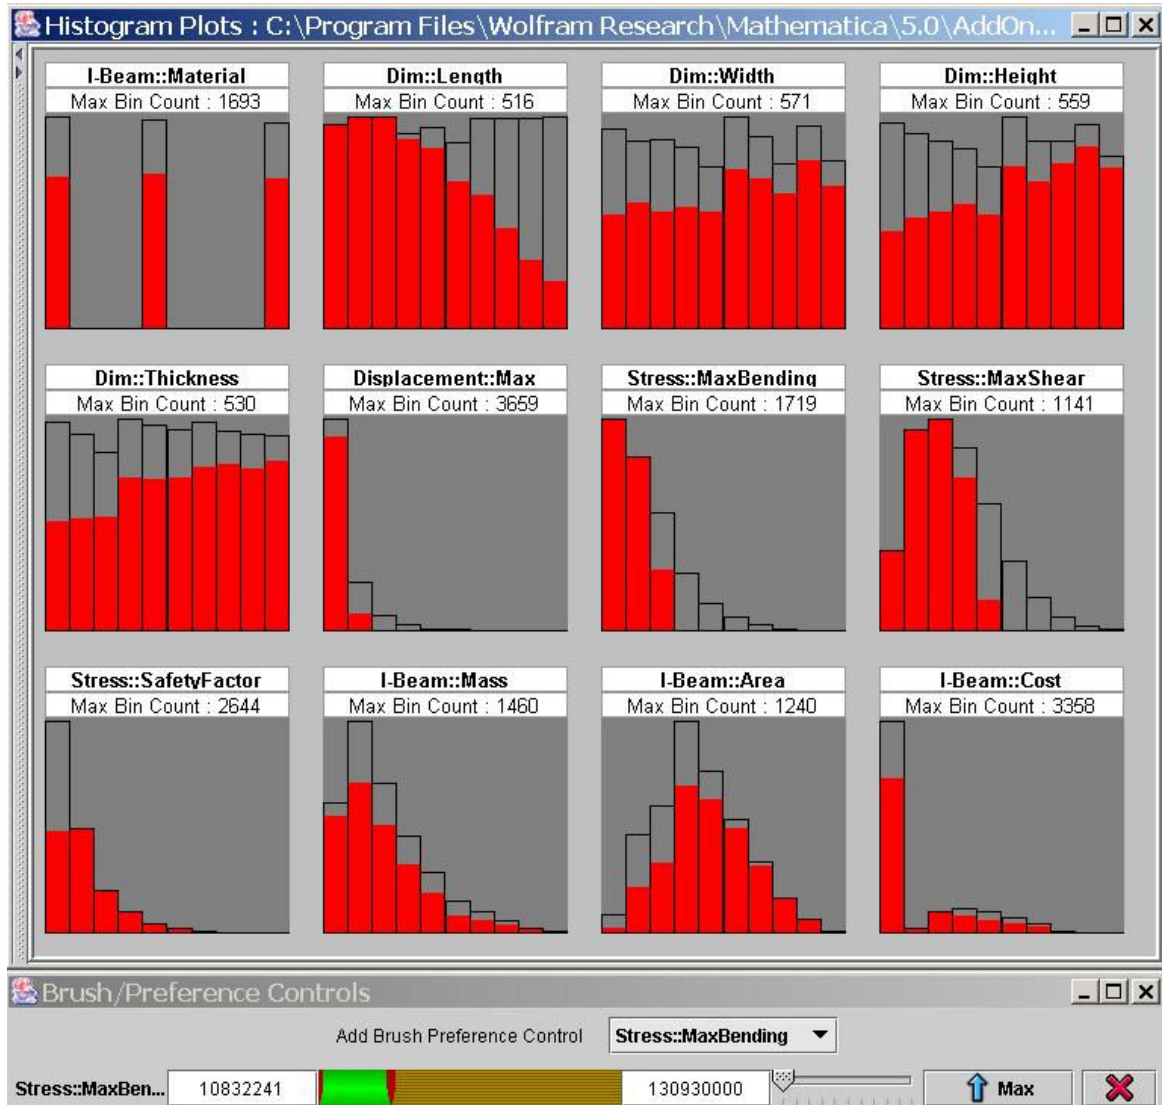 Histogram Plots : C:\Program Files\Wolfram Research\Mathematica\5.0\AddOn...
I-Beam::Material
Max Bin Count : 1693
Dim::Length
Max Bin Count : 516
Dim::Width
Max Bin Count : 571
Dim::Height
Max Bin Count : 559
Dim::Thickness
Max Bin Count : 530
Displacement::Max
Max Bin Count : 3659
Stress::MaxBending
Max Bin Count : 1719
Stress::MaxShear
Max Bin Count : 1141
Stress::SafetyFactor
Max Bin Count : 2644
I-Beam::Mass
Max Bin Count : 1460
I-Beam::Area
Max Bin Count : 1240
I-Beam::Cost
Max Bin Count : 3358
Brush/Preference Controls
Add Brush Preference Control Stress::MaxBending
Stress::MaxBen... 10832241 130930000 Max